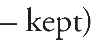 – kept)